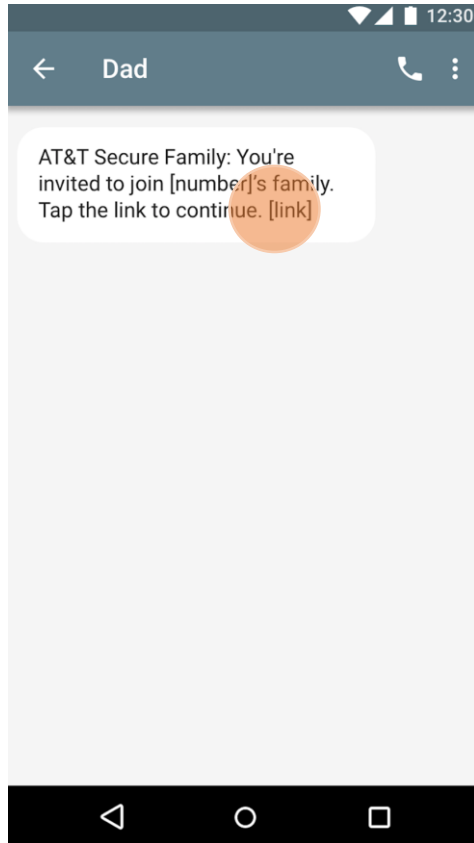 12:30
Dad
AT&T Secure Family: You're
invited to join [number]’s family.
Tap the link to continue. [link]